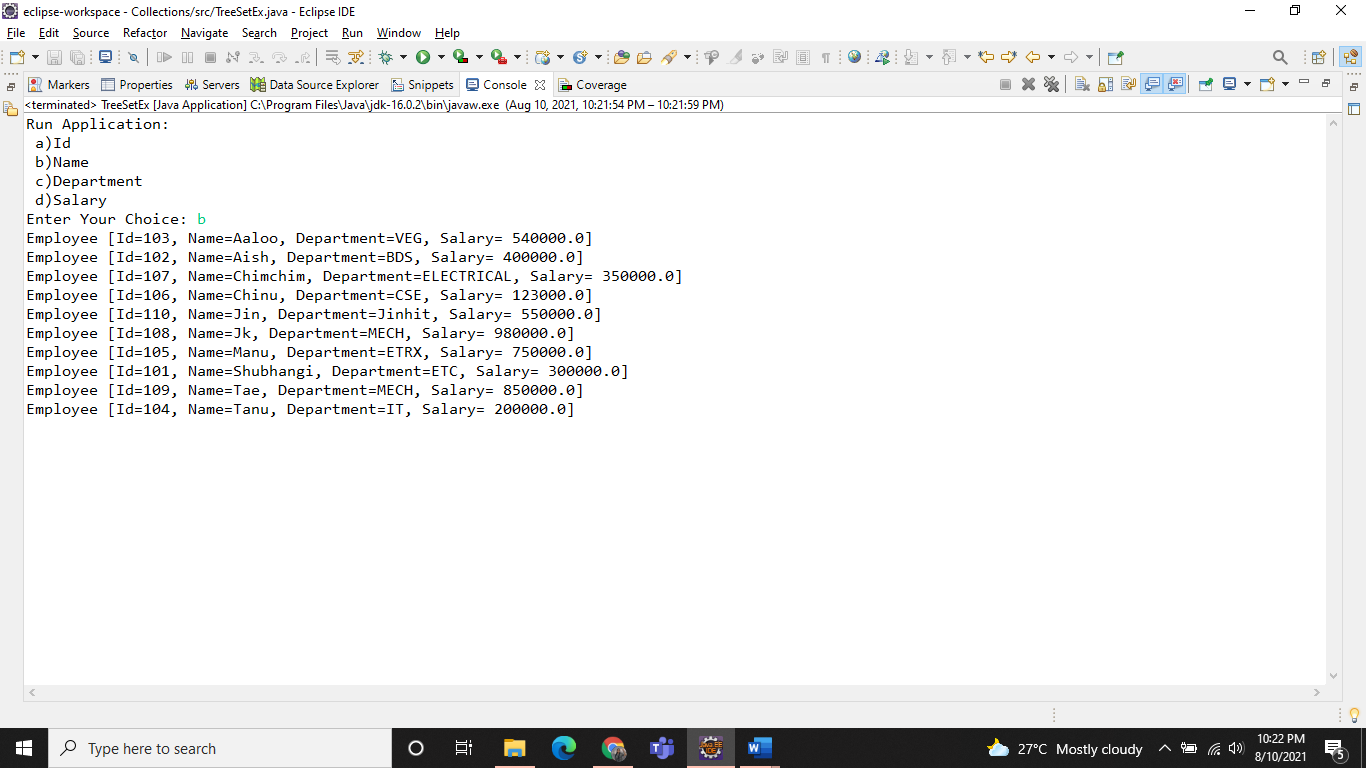 eclipse-workspace - Collections/src/TreeSetEx.java - Eclipse IDE
File Edit Source Refactor Navigate Search Project Run Window Help
Markers Properties Servers Data Source Explorer Snippets Console Coverage
<terminated> TreeSetEx [Java Application] C:\Program Files\Java\jdk-16.0.2\bin\javaw.exe (Aug 10, 2021, 10:21:54 PM – 10:21:59 PM)
Run Application:
a)Id
b)Name
c)Department
d)Salary
Enter Your Choice: b
Employee [Id=103, Name=Aaloo, Department=VEG, Salary= 540000.0]
Employee [Id=102, Name=Aish, Department=BDS, Salary= 400000.0]
Employee [Id=107, Name=Chimchim, Department=ELECTRICAL, Salary= 350000.0]
Employee [Id=106, Name=Chinu, Department=CSE, Salary= 123000.0]
Employee [Id=110, Name=Jin, Department=Jinhit, Salary= 550000.0]
Employee [Id=108, Name=Jk, Department=MECH, Salary= 980000.0]
Employee [Id=105, Name=Manu, Department=ETRX, Salary= 750000.0]
Employee [Id=101, Name=Shubhangi, Department=ETC, Salary= 300000.0]
Employee [Id=109, Name=Tae, Department=MECH, Salary= 850000.0]
Employee [Id=104, Name=Tanu, Department=IT, Salary= 200000.0]
Type here to search
27°C Mostly cloudy
10:22 PM
8/10/2021
5